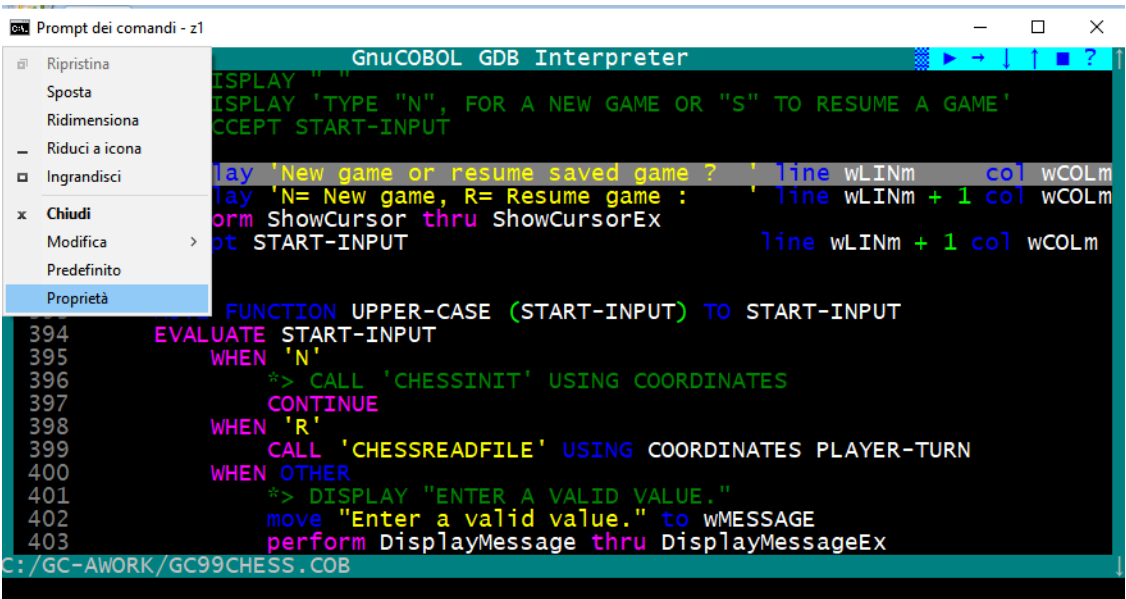 Prompt dei comandi - z1
GnuCOBOL GDB Interpreter ?
Ripristina
Sposta
Ridimensiona
Riduci a icona
Ingrandisci
Chiudi
Modifica
Predefinito
Proprietà
ISPLAY " "
ISPLAY 'TYPE "N", FOR A NEW GAME OR "S" TO RESUME A GAME'
CCEPT START-INPUT
lay 'New game or resume saved game ?  ' line wLINm     col wCOLm
lay 'N= New game, R= Resume game :    ' line wLINm + 1 col wCOLm
orm ShowCursor thru ShowCursorEx
pt START-INPUT line wLINm + 1 col wCOLm
FUNCTION UPPER-CASE (START-INPUT) TO START-INPUT
394 EVALUATE START-INPUT
395 WHEN 'N'
396 *> CALL 'CHESSINIT' USING COORDINATES
397 CONTINUE
398 WHEN 'R'
399 CALL 'CHESSREADFILE' USING COORDINATES PLAYER-TURN
400 WHEN OTHER
401 *> DISPLAY "ENTER A VALID VALUE."
402 move "Enter a valid value." to wMESSAGE
403 perform DisplayMessage thru DisplayMessageEx
C:/GC-AWORK/GC99CHESS.COB